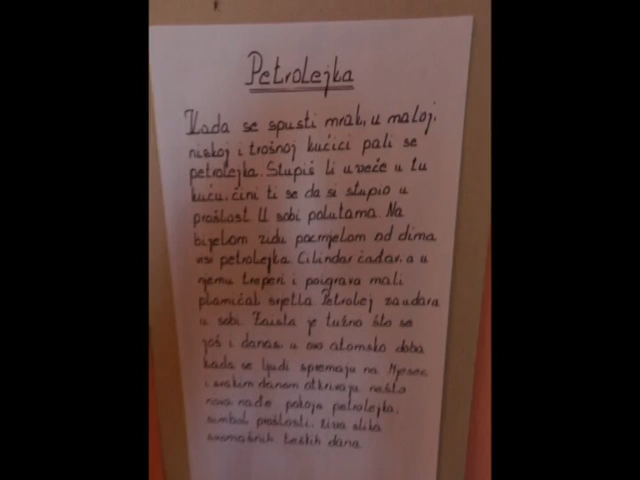 Petrolejka
Kada se spusti mrak, u maloj,
niskoj i trošnoj kućici pali se
petrolejka. Stupiš li uveče u tu
kuću, čini ti se da si stupio u
prošlost. U sobi polutama. Na
bijelom zidu pocrnjelom od dima
visi petrolejka. Cilindar čađav, a u
njemu treperi i poigrava mali
plamičak svjetla. Petrolej zaudara
u sobi. Zaista je tužno što se
još i danas u ovo atomsko doba
kada se ljudi spremaju na Mjesec
i svakim danom otkrivaju nešto
novo nađe pokoja petrolejka,
simbol prošlosti, živa slika
siromašnih teških dana